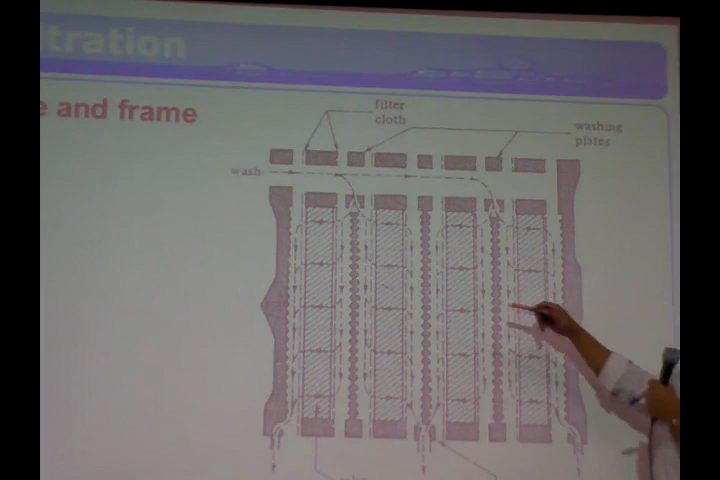 tration
e and frame
filter
cloth
washing
plates
wash